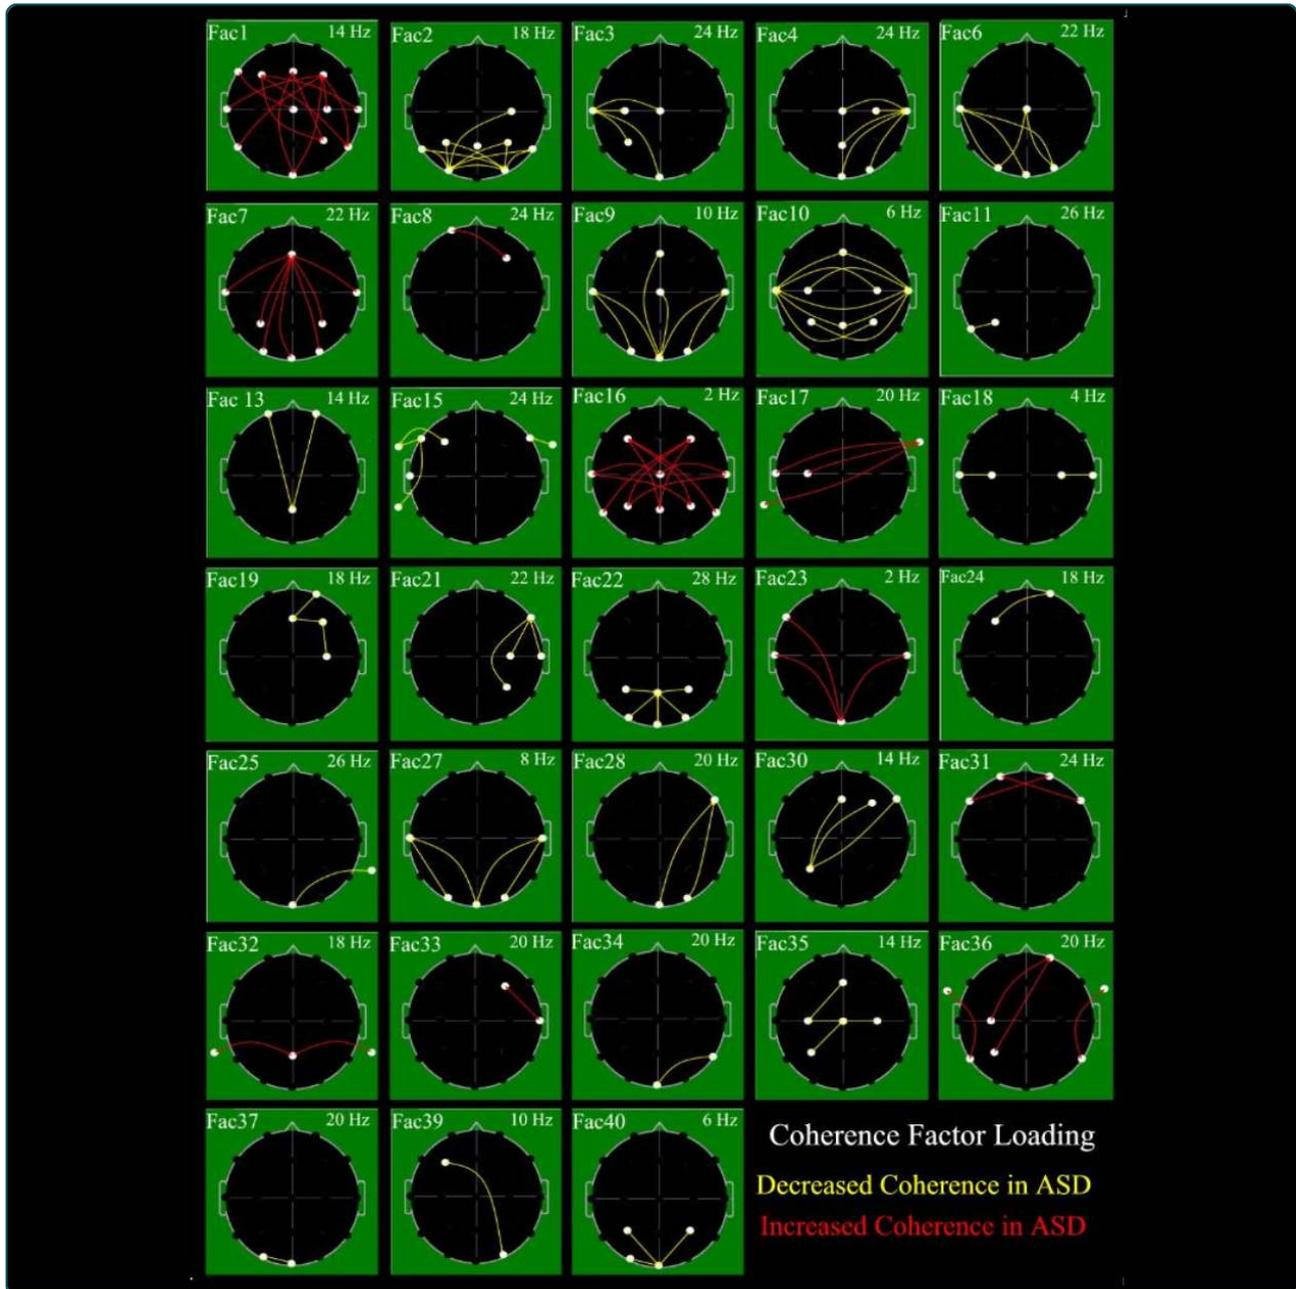 Fac1 14 Hz
Fac2 18 Hz
Fac3 24 Hz
Fac4 24 Hz
Fac6 22 Hz
Fac7 22 Hz
Fac8 24 Hz
Fac9 10 Hz
Fac10 6 Hz
Fac11 26 Hz
Fac 13 14 Hz
Fac15 24 Hz
Fac16 2 Hz
Fac17 20 Hz
Fac18 4 Hz
Fac19 18 Hz
Fac21 22 Hz
Fac22 28 Hz
Fac23 2 Hz
Fac24 18 Hz
Fac25 26 Hz
Fac27 8 Hz
Fac28 20 Hz
Fac30 14 Hz
Fac31 24 Hz
Fac32 18 Hz
Fac33 20 Hz
Fac34 20 Hz
Fac35 14 Hz
Fac36 20 Hz
Fac37 20 Hz
Fac39 10 Hz
Fac40 6 Hz
Coherence Factor Loading
Decreased Coherence in ASD
Increased Coherence in ASD